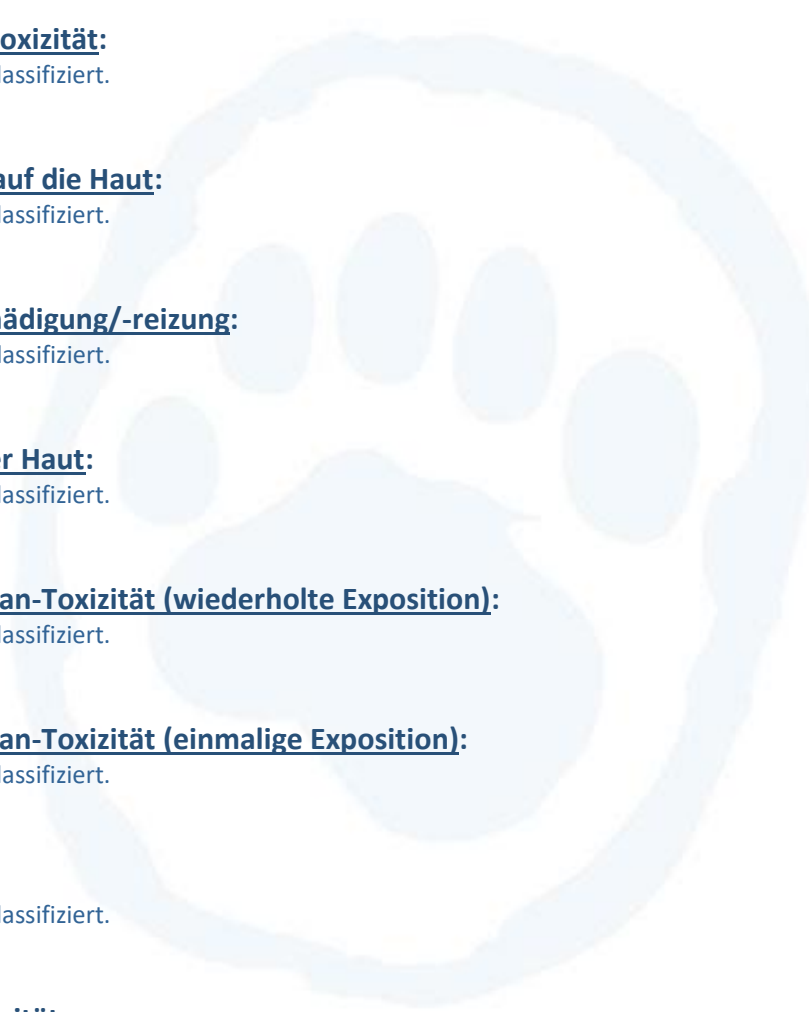 oxizität:
lassifiziert.
auf die Haut:
lassifiziert.
ädigung/-reizung:
lassifiziert.
er Haut:
lassifiziert.
an-Toxizität (wiederholte Exposition):
lassifiziert.
an-Toxizität (einmalige Exposition):
lassifiziert.
lassifiziert.